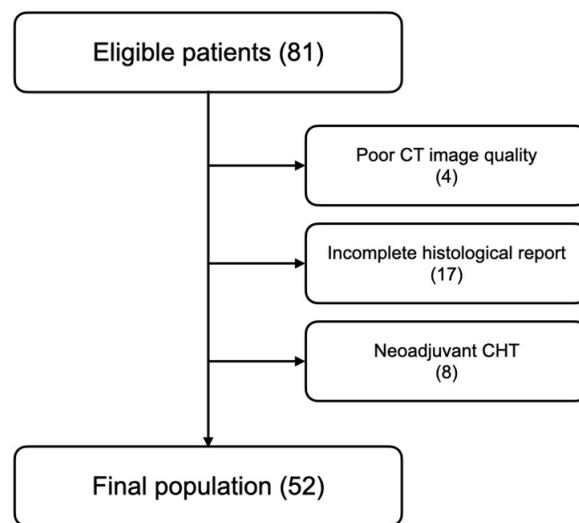 Eligible patients (81)
Poor CT image quality
(4)
Incomplete histological report
(17)
Neoadjuvant CHT
(8)
Final population (52)